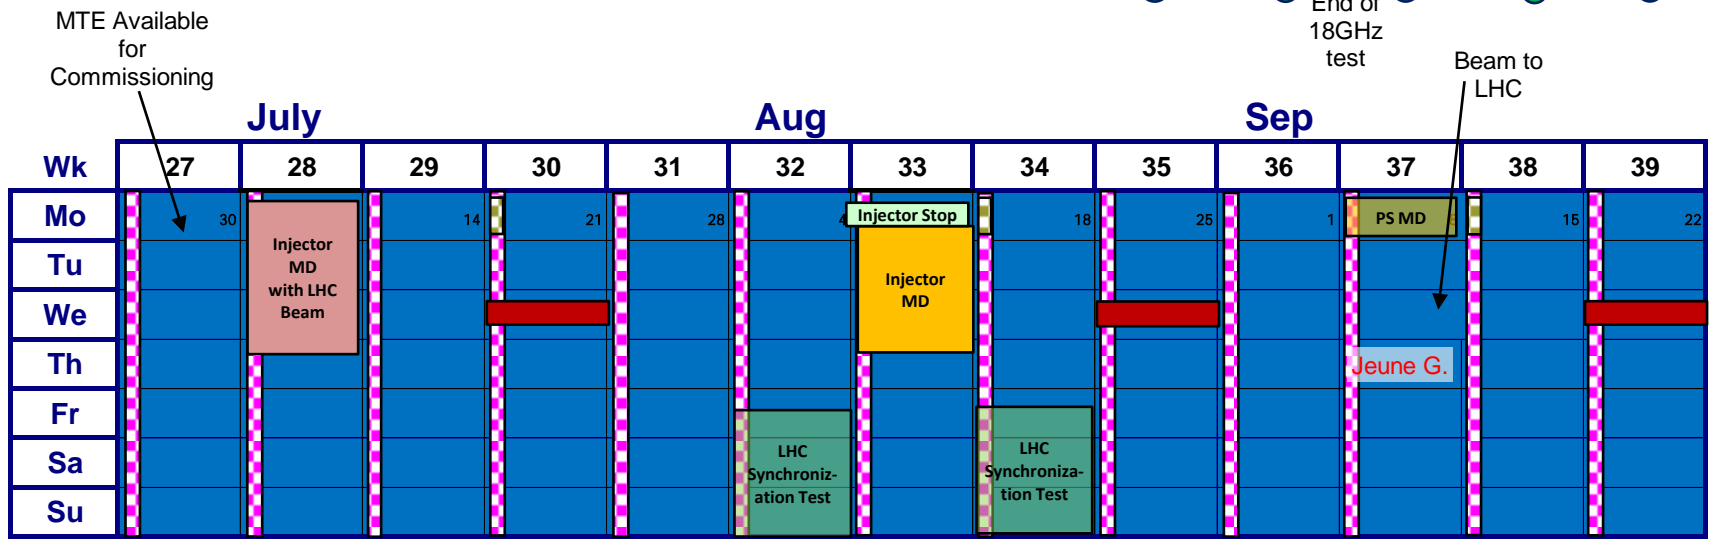 MTE Available
for
Commissioning
End of
18GHz
test
Beam to
LHC
July Aug Sep
Wk 27 28 29 30 31 32 33 34 35 36 37 38 39
Mo 30 14 21 28 4 Injector Stop 18 25 1 PS MD 15 22
Injector
MD
with LHC
Beam
Injector
MD
Tu
We
Th Jeune G.
Fr
LHC
Synchroniz-
ation Test
LHC
Synchroniza-
tion Test
Sa
Su